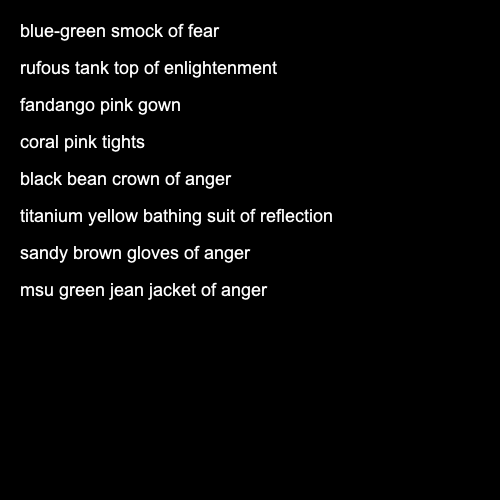 blue-green smock of fear
rufous tank top of enlightenment
fandango pink gown
coral pink tights
black bean crown of anger
titanium yellow bathing suit of reflection
sandy brown gloves of anger
msu green jean jacket of anger